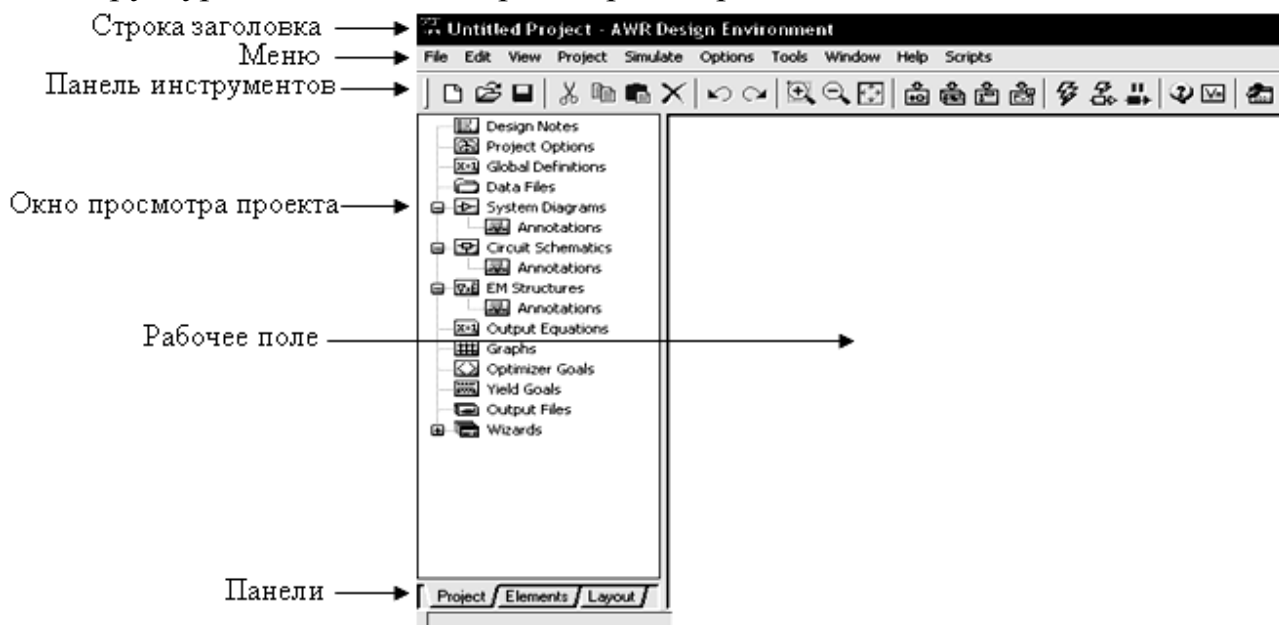 Строка заголовка
Untitled Project - AWR Design Environment
Меню
File Edit View Project Simulate Options Tools Window Help Scripts
Панель инструментов
Design Notes
Project Options
Global Definitions
Data Files
Окно просмотра проекта
System Diagrams
Annotations
Circuit Schematics
Annotations
EM Structures
Annotations
Рабочее поле
Output Equations
Graphs
Optimizer Goals
Yield Goals
Output Files
Wizards
Панели
Project Elements Layout